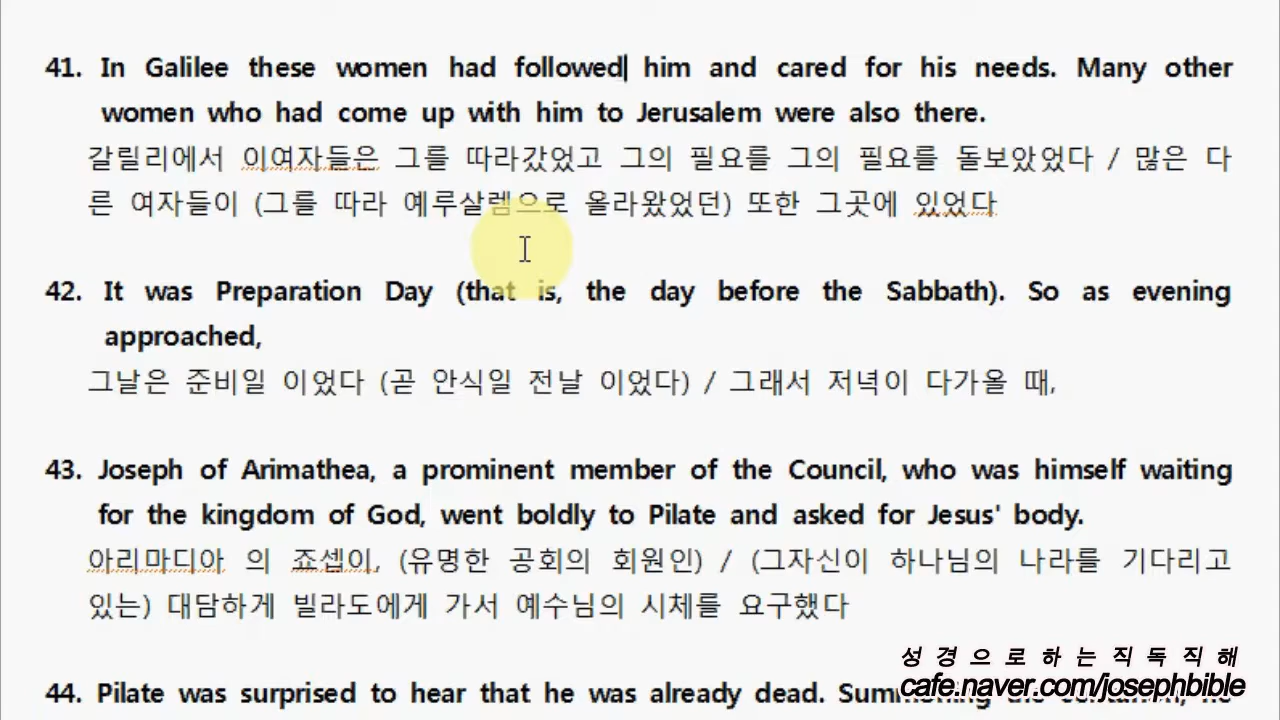 41. In Galilee these women had followed him and cared for his needs. Many other
women who had come up with him to Jerusalem were also there.
갈릴리에서 이여자들은 그를 따라갔었고 그의 필요를 그의 필요를 돌보았었다 / 많은 다
른 여자들이 (그를 따라 예루살렘으로 올라왔었던) 또한 그곳에 있었다
42. It was Preparation Day (that is, the day before the Sabbath). So as evening
approached,
그날은 준비일 이었다 (곧 안식일 전날 이었다) / 그래서 저녁이 다가올 때,
43. Joseph of Arimathea, a prominent member of the Council, who was himself waiting
for the kingdom of God, went boldly to Pilate and asked for Jesus' body.
아리마디아 의 죠셉이, (유명한 공회의 회원인) / (그자신이 하나님의 나라를 기다리고
있는) 대담하게 빌라도에게 가서 예수님의 시체를 요구했다
성경으로하는직독직해
44. Pilate was surprised to hear that he was already dead.
cafe.naver.com/josephbible